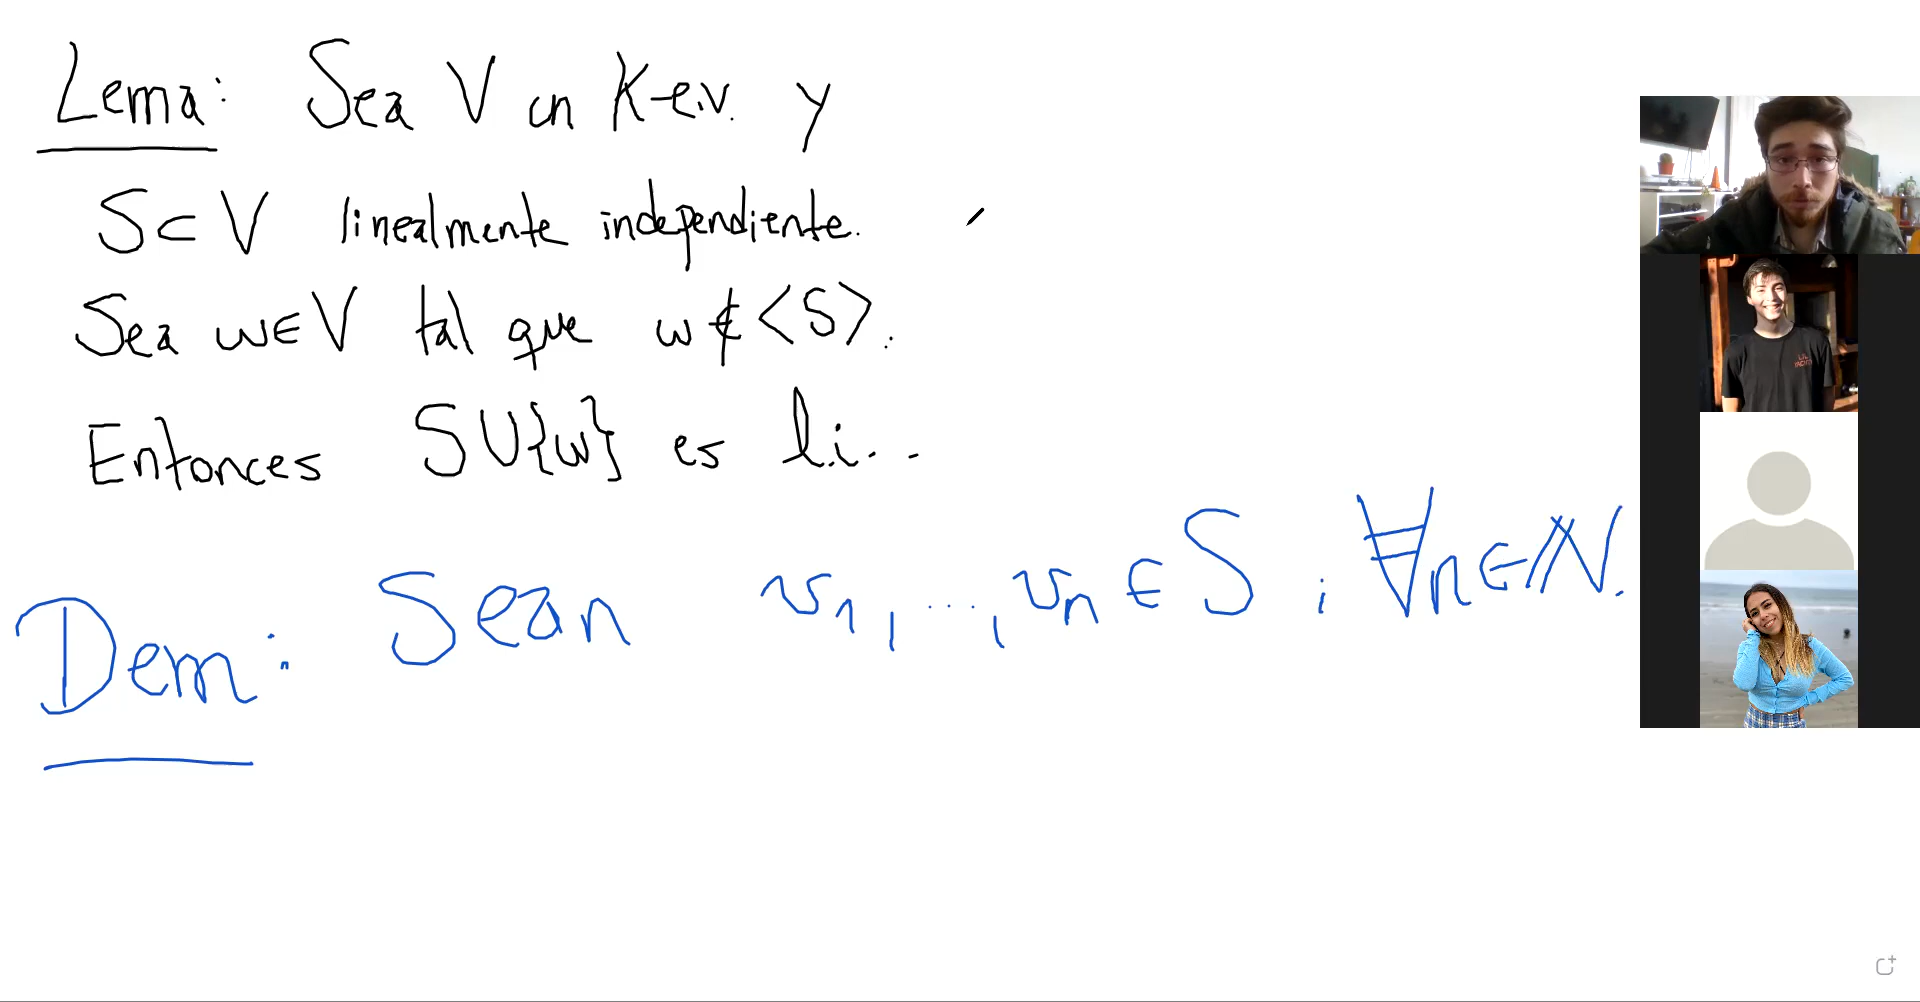 Lema: Sea V un K-e.v. y
S⊂V linealmente independiente.
Sea w∈V tal que w∉<S>.
Entonces S∪{w} es l.i..
Dem: Sean v1,...,vn∈S, ∀n∈ℕ.